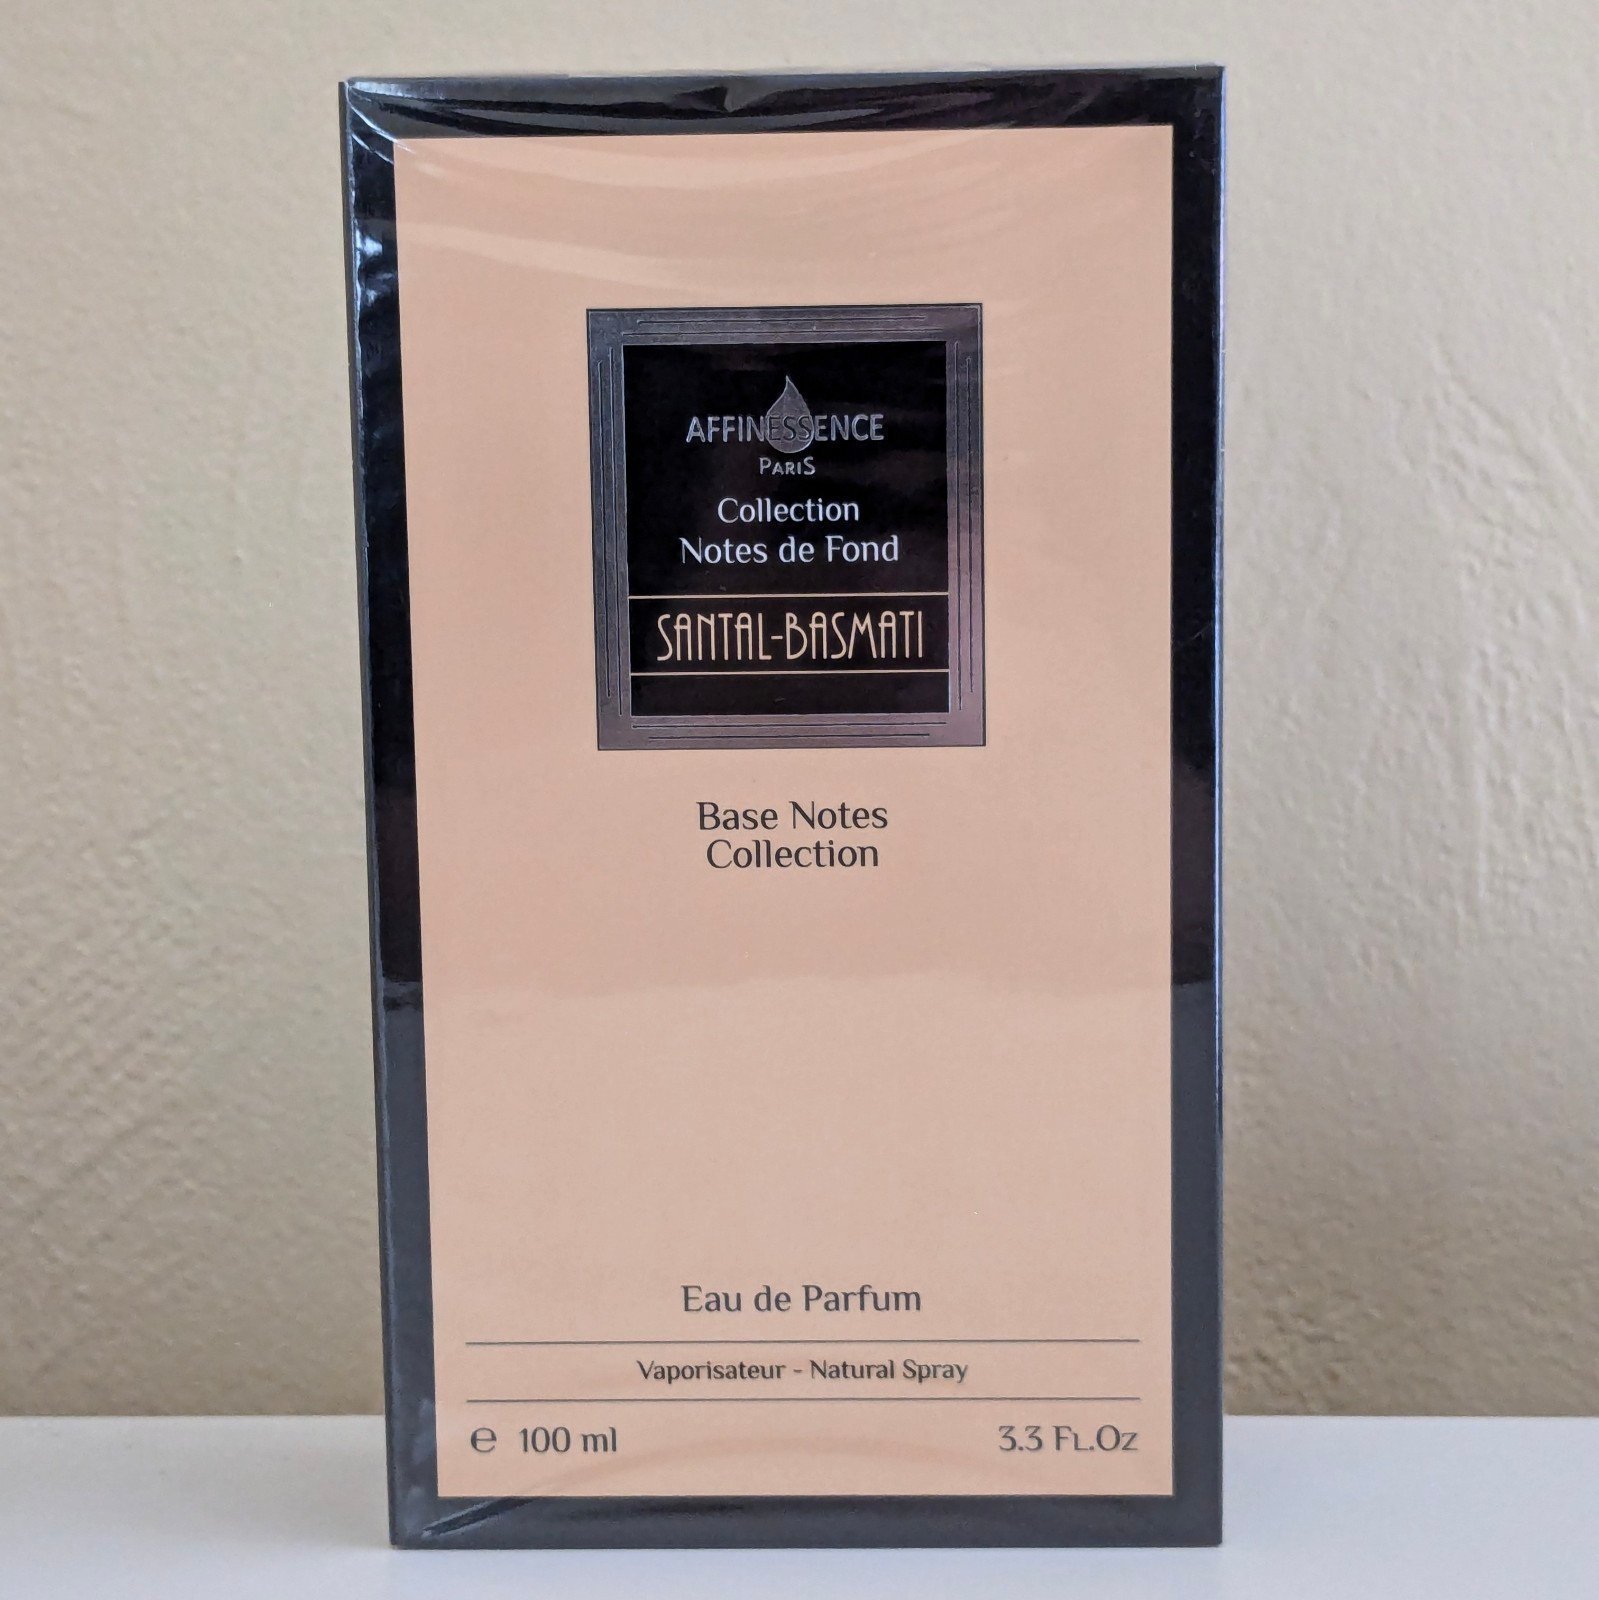 AFFINESSENCE
PARIS
Collection
Notes de Fond
SANTAL-BASMATI
Base Notes
Collection
Eau de Parfum
Vaporisateur - Natural Spray
℮ 100 ml
3.3 FL.OZ